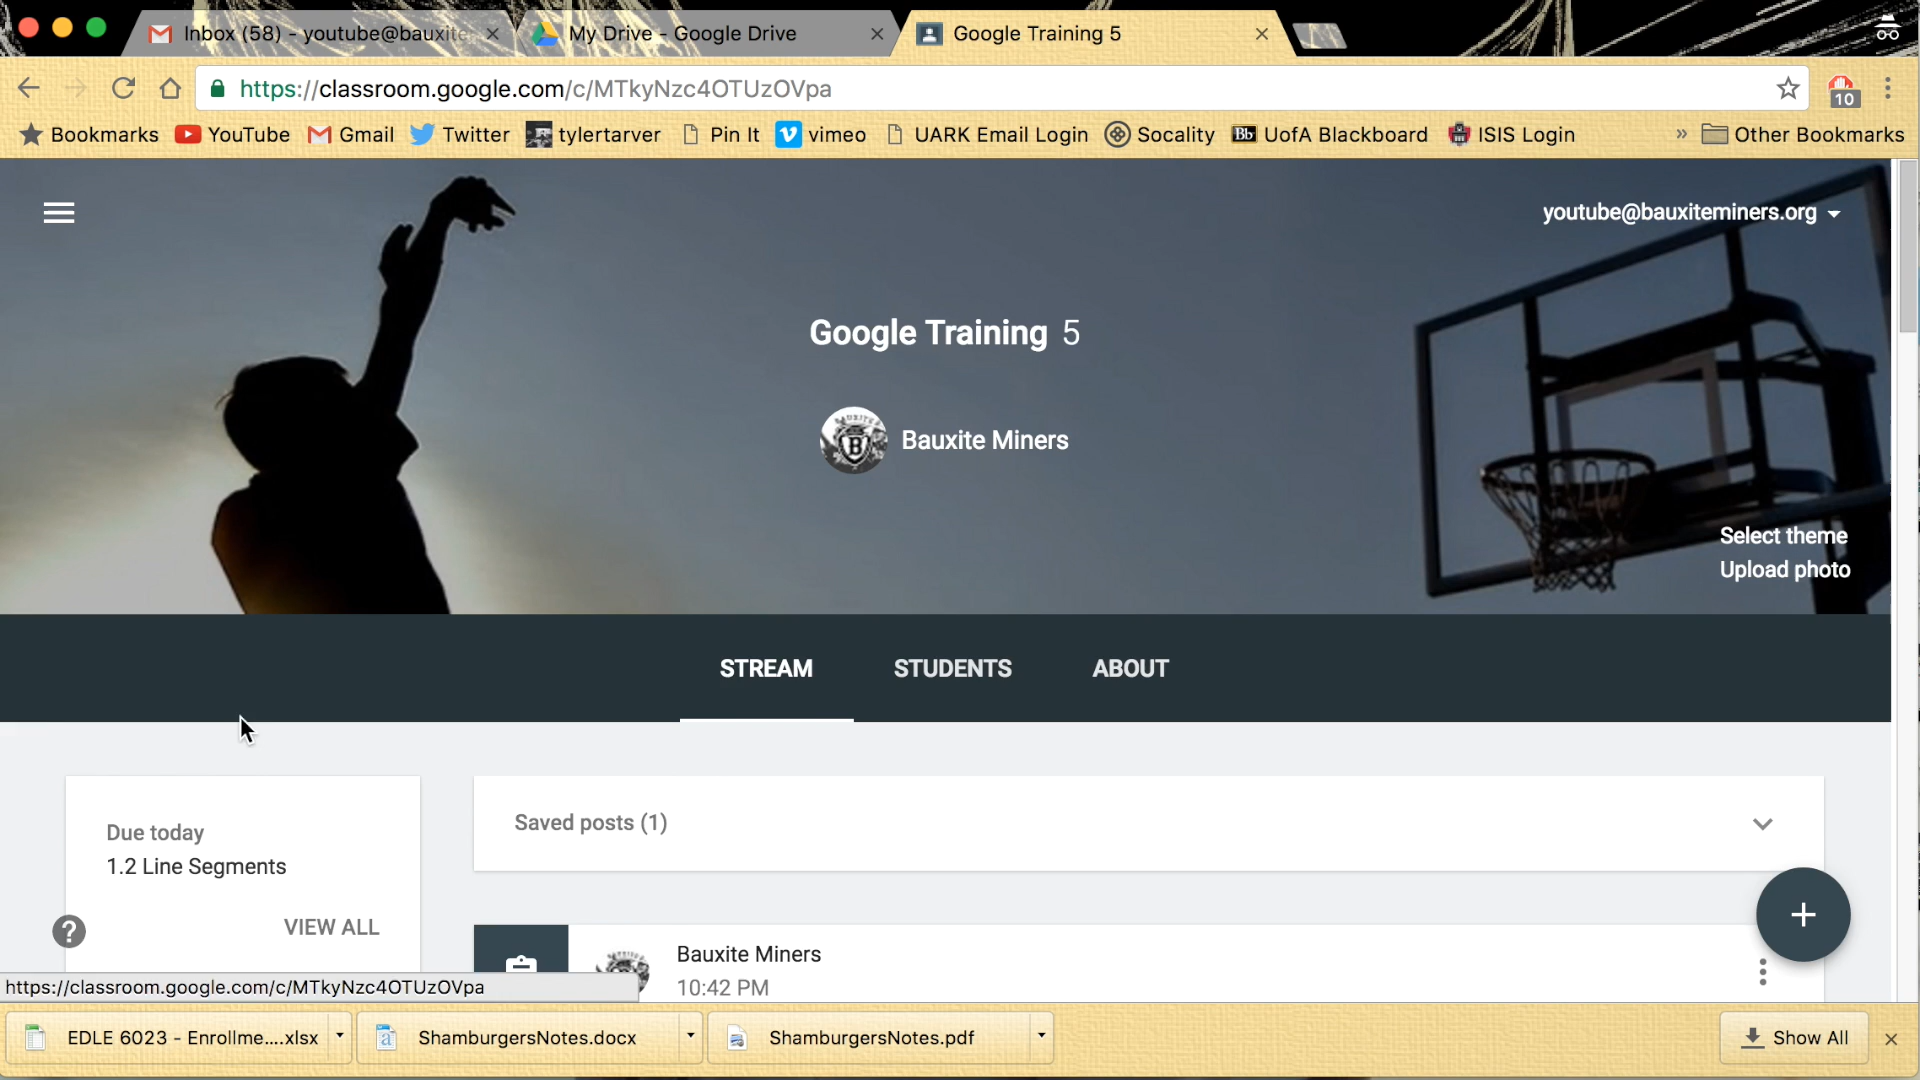 Inbox (58) - youtube@bauxite
My Drive - Google Drive
Google Training 5
https://classroom.google.com/c/MTkyNzc4OTUzOVpa
10
Bookmarks
YouTube
Gmail
Twitter
tylertarver
Pin It
vimeo
UARK Email Login
Socality
Bb UofA Blackboard
ISIS Login
» Other Bookmarks
youtube@bauxiteminers.org
Google Training 5
Bauxite Miners
Select theme
Upload photo
STREAM
STUDENTS
ABOUT
Due today
1.2 Line Segments
VIEW ALL
Saved posts (1)
Bauxite Miners
10:42 PM
https://classroom.google.com/c/MTkyNzc4OTUzOVpa
EDLE 6023 - Enrollme....xlsx
ShamburgersNotes.docx
ShamburgersNotes.pdf
Show All